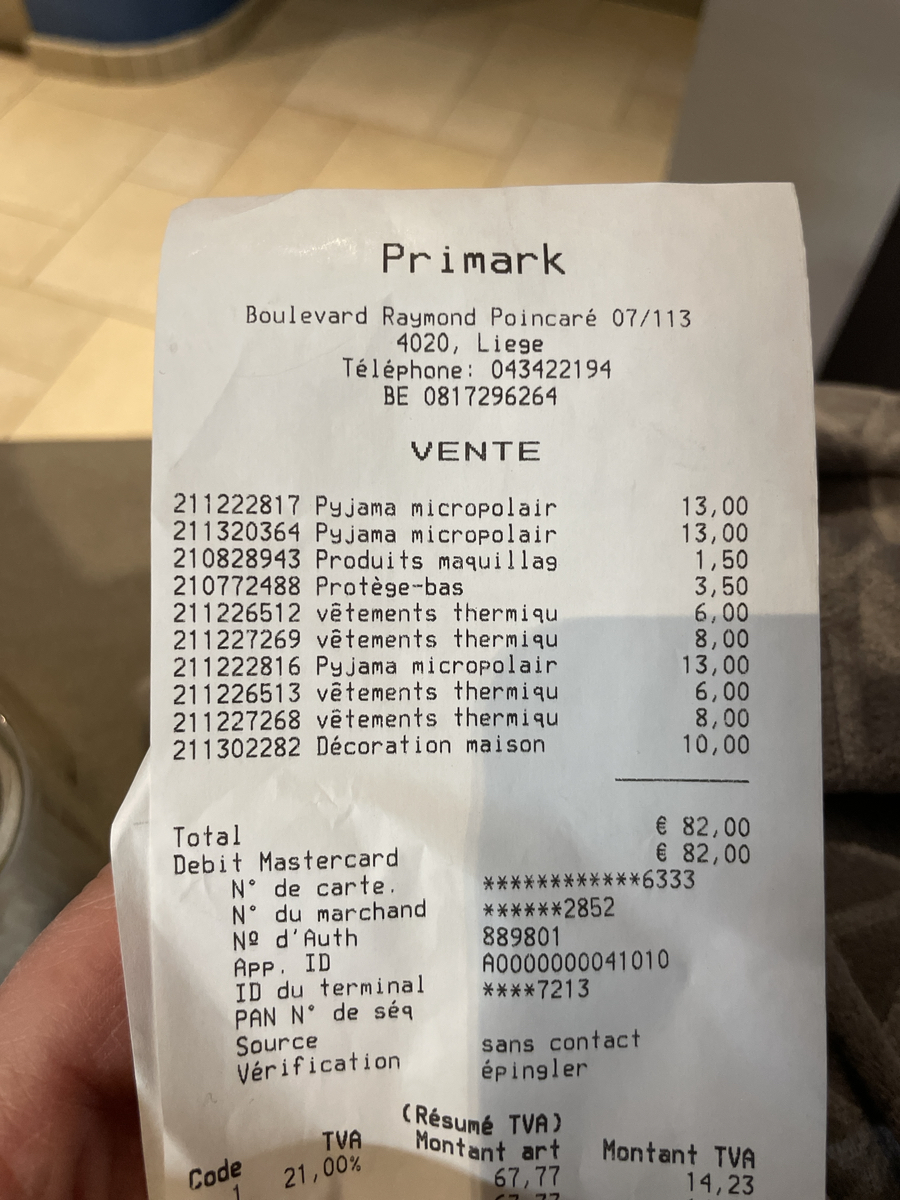 Primark
Boulevard Raymond Poincaré 07/113
4020, Liege
Téléphone: 043422194
BE 0817296264
VENTE
211222817 Pyjama micropolair 13,00
211320364 Pyjama micropolair 13,00
210828943 Produits maquillag 1,50
210772488 Protège-bas 3,50
211226512 vêtements thermiqu 6,00
211227269 vêtements thermiqu 8,00
211222816 Pyjama micropolair 13,00
211226513 vêtements thermiqu 6,00
211227268 vêtements thermiqu 8,00
211302282 Décoration maison 10,00
Total € 82,00
Debit Mastercard € 82,00
N° de carte. ************6333
N° du marchand ******2852
Nº d'Auth 889801
App. ID A0000000041010
ID du terminal ****7213
PAN N° de séq
Source sans contact
Vérification épingler
(Résumé TVA)
Code TVA Montant art Montant TVA
1 21,00% 67,77 14,23